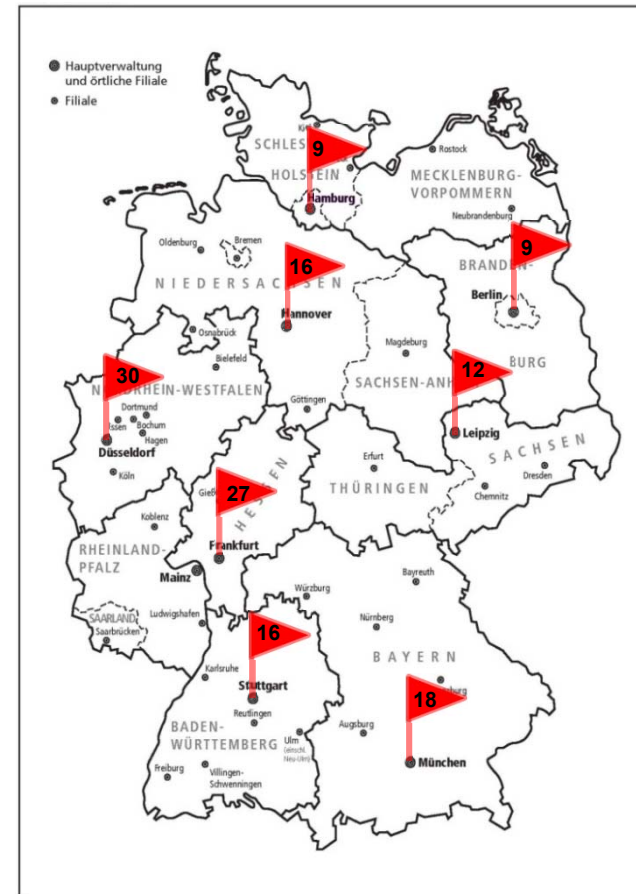 Hauptverwaltung
und örtliche Filiale
Filiale
SCHLES
9
HOLSTEIN
Hamburg
Rostock
MECKLENBURG-
VORPOMMERN
Neubrandenburg
Oldenburg
Bremen
16
NIEDERSACHSEN
Hannover
9
BRANDEN-
Berlin
BURG
Osnabrück
Bielefeld
Magdeburg
SACHSEN-ANH
12
Leipzig
30
RHEIN-WESTFALEN
Dortmund
Bochum
Hagen
Düsseldorf
Köln
Göttingen
SACHSEN
Dresden
Chemnitz
Erfurt
THÜRINGEN
27
HESSEN
Frankfurt
Koblenz
RHEINLAND-
PFALZ
Mainz
SAARLAND
Saarbrücken
Ludwigshafen
Würzburg
Bayreuth
Nürnberg
BAYERN
16
Karlsruhe
Stuttgart
Reutlingen
BADEN-
WÜRTTEMBERG
Ulm
(einschl.
Neu-Ulm)
Freiburg
Villingen-
Schwenningen
18
Augsburg
München